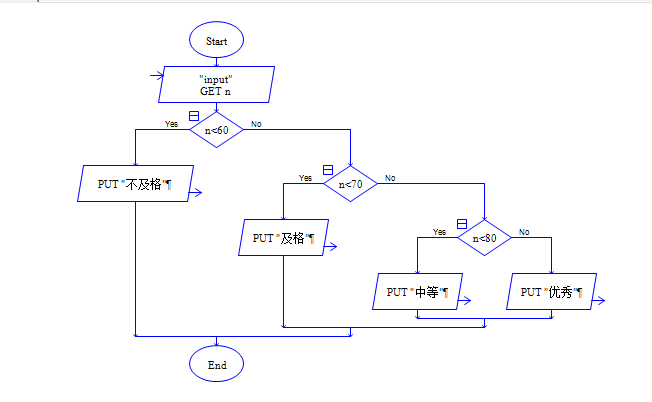 Start
"input"
GET n
Yes
n<60
No
PUT "不及格"¶
Yes
n<70
No
PUT "及格"¶
Yes
n<80
No
PUT "中等"¶
PUT "优秀"¶
End